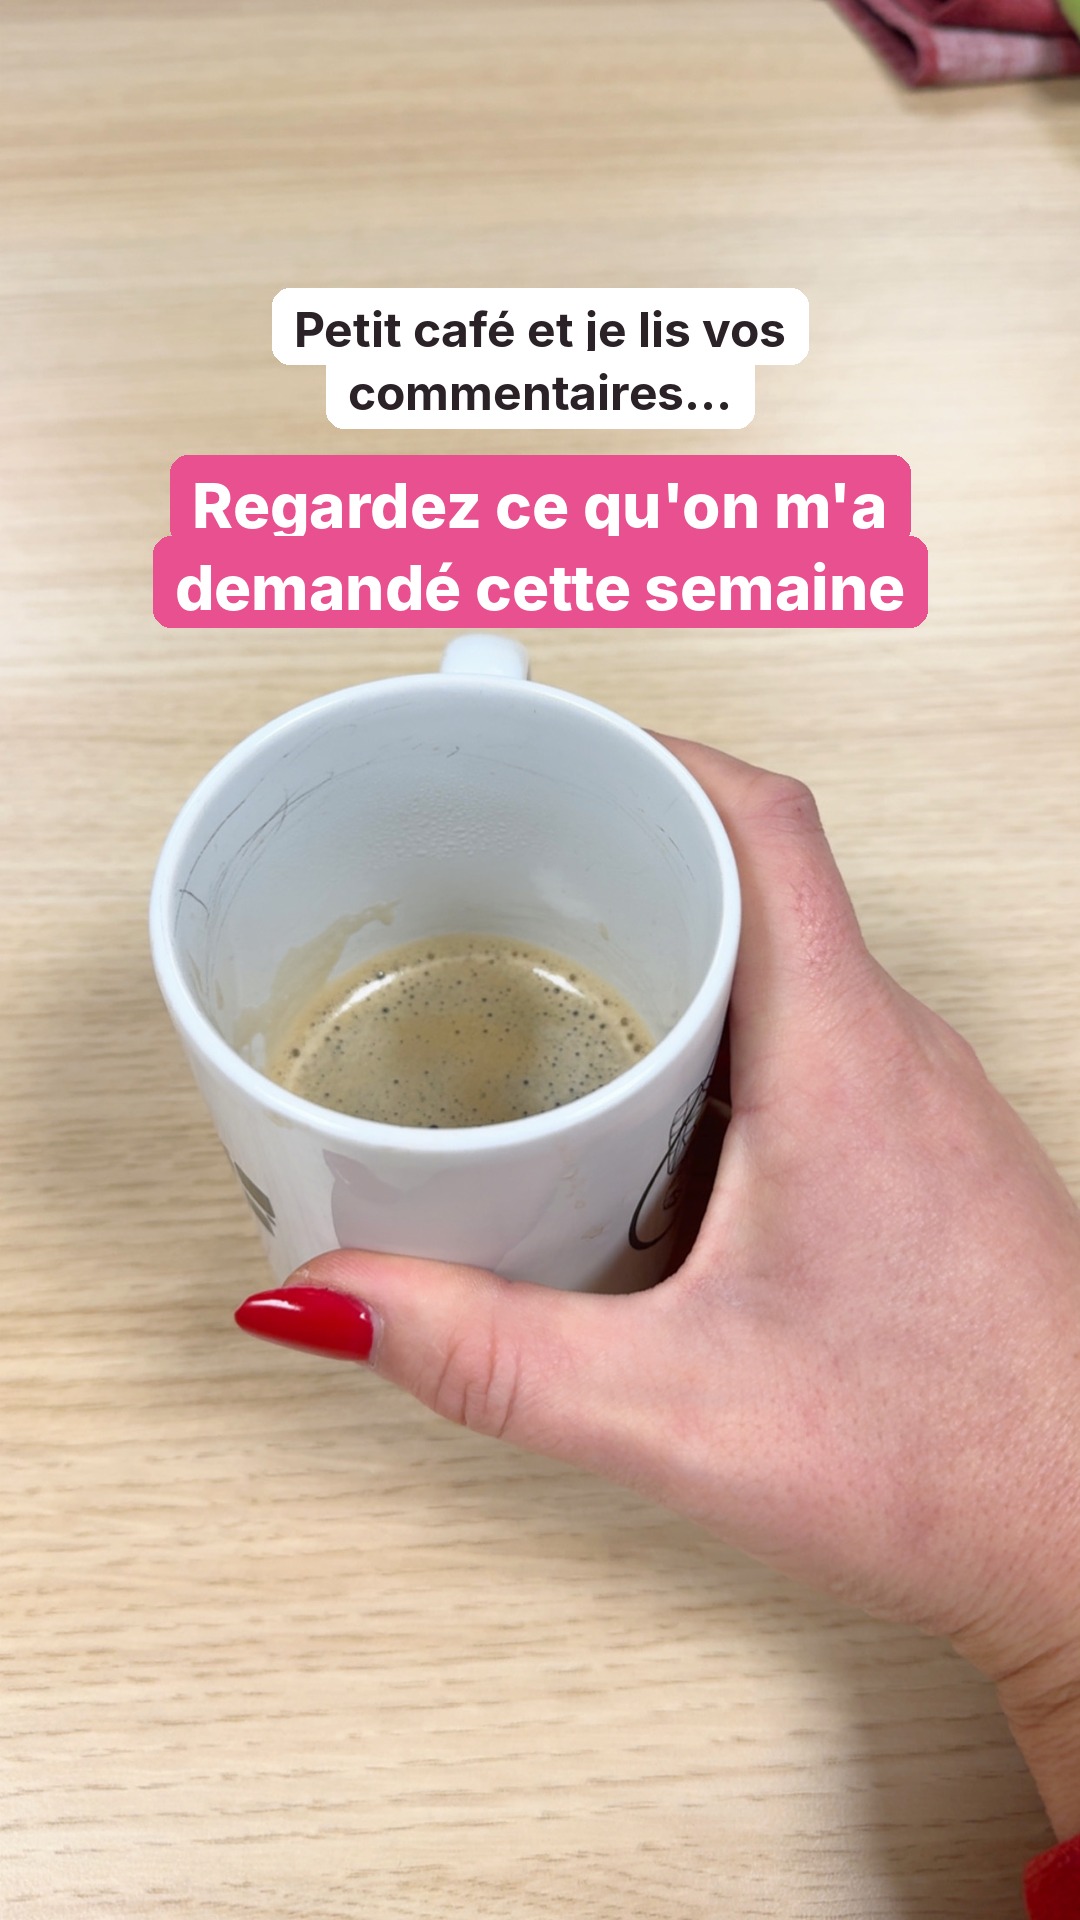 Petit café et je lis vos
commentaires...
Regardez ce qu'on m'a
demandé cette semaine